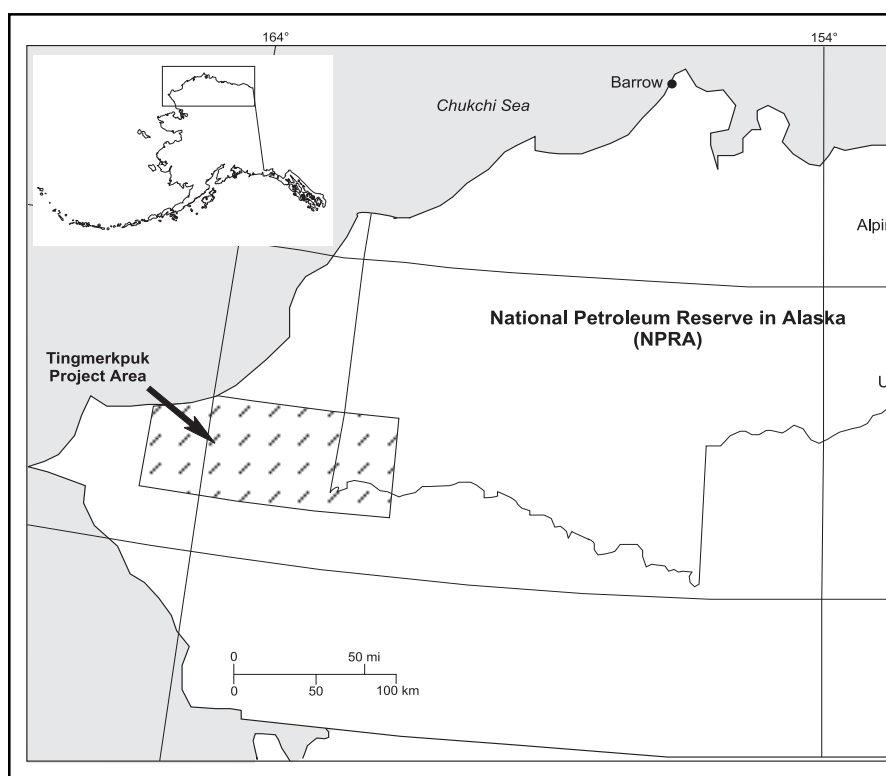 164°
154°
Barrow
Chukchi Sea
Alpin
National Petroleum Reserve in Alaska
(NPRA)
Tingmerkpuk
Project Area
U
0
50 mi
0
50
100 km